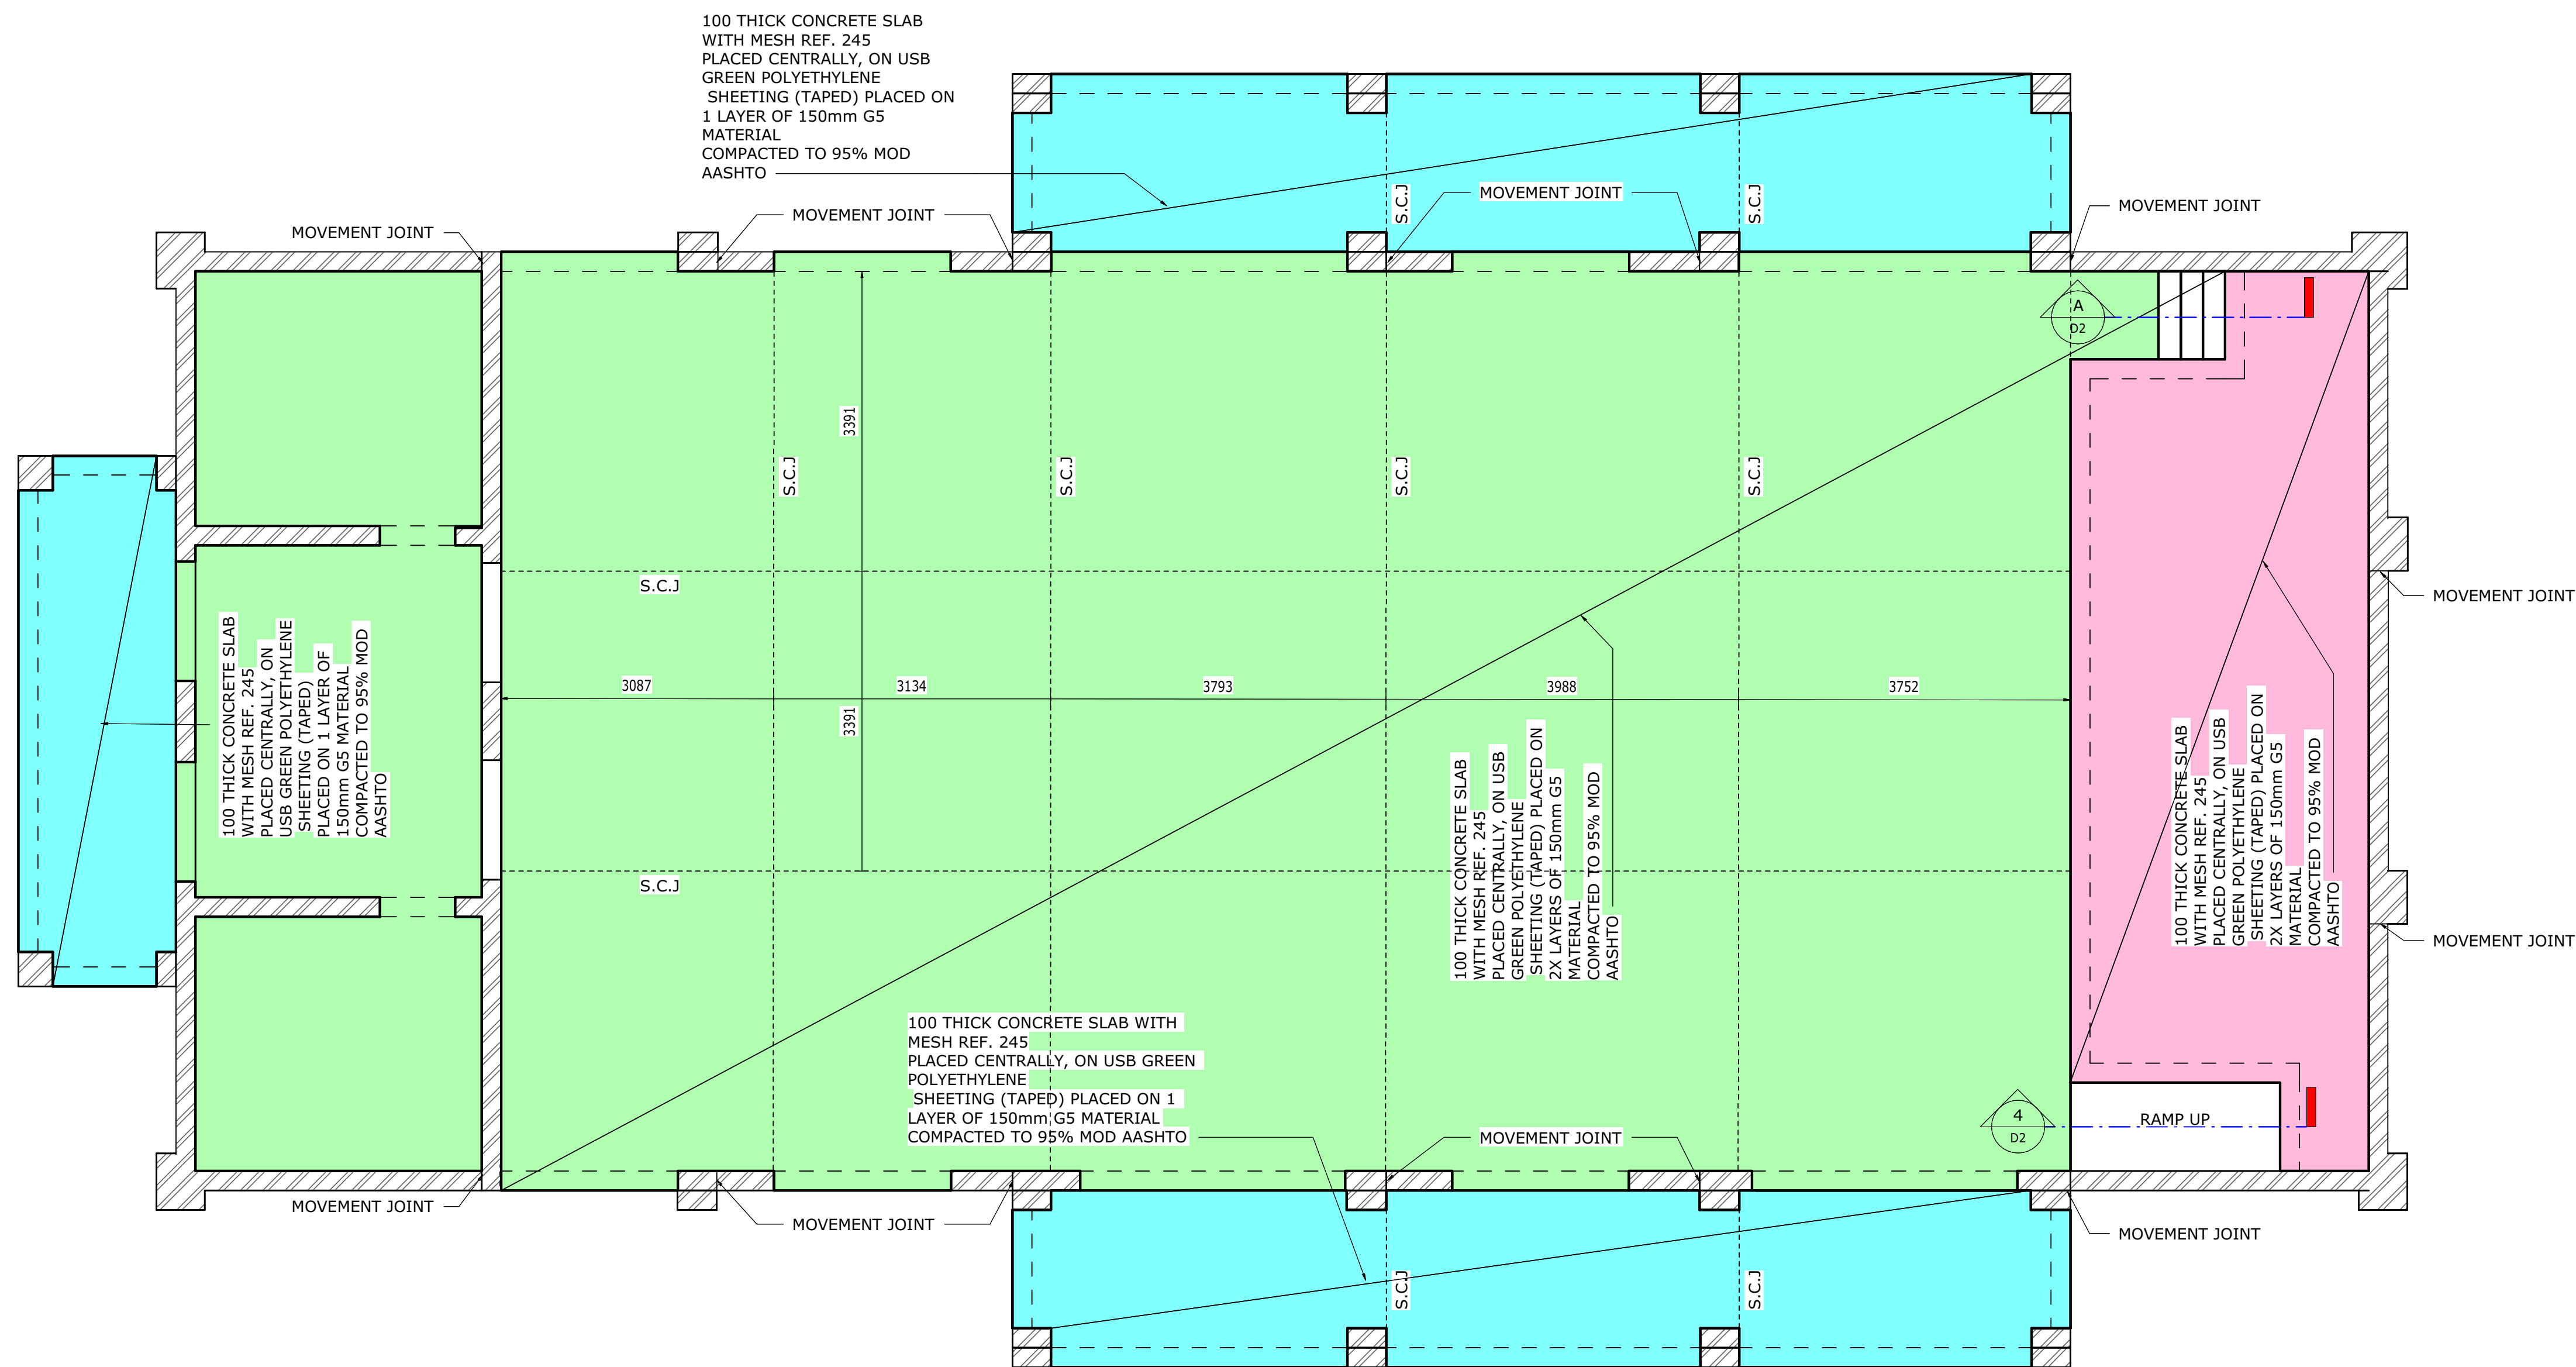 100 THICK CONCRETE SLAB
WITH MESH REF. 245
PLACED CENTRALLY, ON USB
GREEN POLYETHYLENE
SHEETING (TAPED) PLACED ON
1 LAYER OF 150mm G5
MATERIAL
COMPACTED TO 95% MOD
AASHTO
MOVEMENT JOINT
MOVEMENT JOINT
MOVEMENT JOINT
MOVEMENT JOINT
S.C.J
S.C.J
A
D2
3391
S.C.J
S.C.J
S.C.J
S.C.J
S.C.J
MOVEMENT JOINT
100 THICK CONCRETE SLAB
WITH MESH REF. 245
PLACED CENTRALLY, ON
USB GREEN POLYETHYLENE
SHEETING (TAPED)
PLACED ON 1 LAYER OF
150mm G5 MATERIAL
COMPACTED TO 95% MOD
AASHTO
3087
3134
3793
3988
3752
3391
100 THICK CONCRETE SLAB
WITH MESH REF. 245
PLACED CENTRALLY, ON USB
GREEN POLYETHYLENE
SHEETING (TAPED) PLACED ON
2X LAYERS OF 150mm G5
MATERIAL
COMPACTED TO 95% MOD
AASHTO
100 THICK CONCRETE SLAB
WITH MESH REF. 245
PLACED CENTRALLY, ON USB
GREEN POLYETHYLENE
SHEETING (TAPED) PLACED ON
2X LAYERS OF 150mm G5
MATERIAL
COMPACTED TO 95% MOD
AASHTO
S.C.J
MOVEMENT JOINT
100 THICK CONCRETE SLAB WITH
MESH REF. 245
PLACED CENTRALLY, ON USB GREEN
POLYETHYLENE
SHEETING (TAPED) PLACED ON 1
LAYER OF 150mm G5 MATERIAL
COMPACTED TO 95% MOD AASHTO
MOVEMENT JOINT
4
D2
RAMP UP
MOVEMENT JOINT
MOVEMENT JOINT
MOVEMENT JOINT
S.C.J
S.C.J